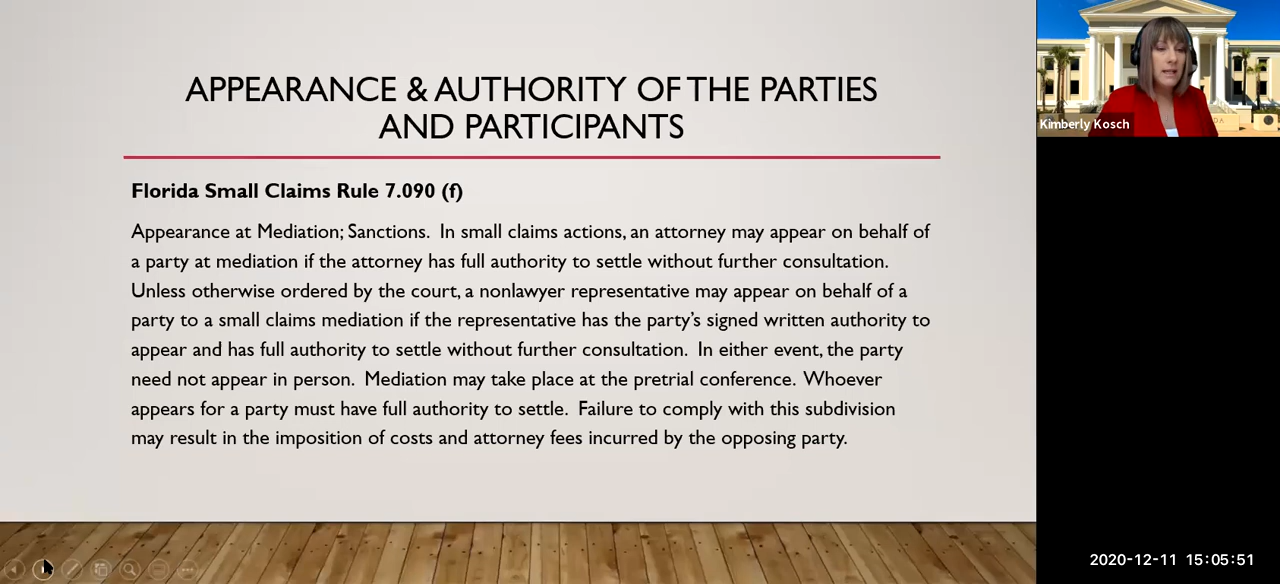 APPEARANCE & AUTHORITY OF THE PARTIES
AND PARTICIPANTS
Florida Small Claims Rule 7.090 (f)
Appearance at Mediation; Sanctions.  In small claims actions, an attorney may appear on behalf of
a party at mediation if the attorney has full authority to settle without further consultation.
Unless otherwise ordered by the court, a nonlawyer representative may appear on behalf of a
party to a small claims mediation if the representative has the party’s signed written authority to
appear and has full authority to settle without further consultation.  In either event, the party
need not appear in person.  Mediation may take place at the pretrial conference. Whoever
appears for a party must have full authority to settle.  Failure to comply with this subdivision
may result in the imposition of costs and attorney fees incurred by the opposing party.
Kimberly Kosch
2020-12-11 15:05:51